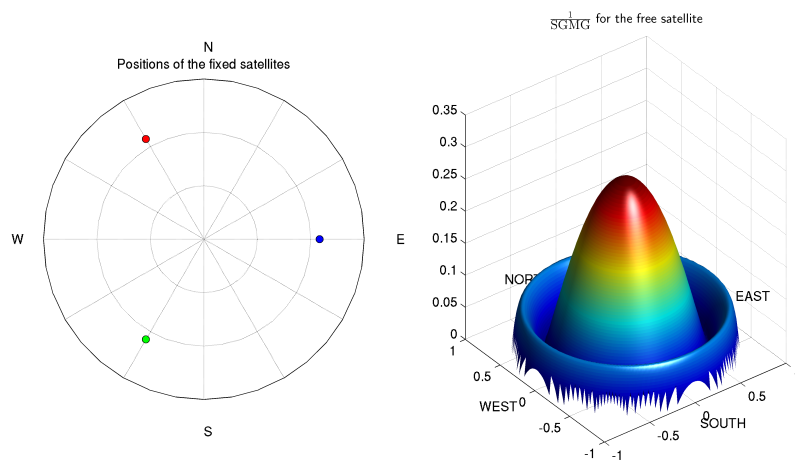 N
Positions of the fixed satellites
W
E
S
1/SGMG for the free satellite
0.35
0.3
0.25
0.2
0.15
0.1
0.05
0
NORT
EAST
1
0.5
0
-0.5
-1
WEST
-1
-0.5
0
0.5
SOUTH